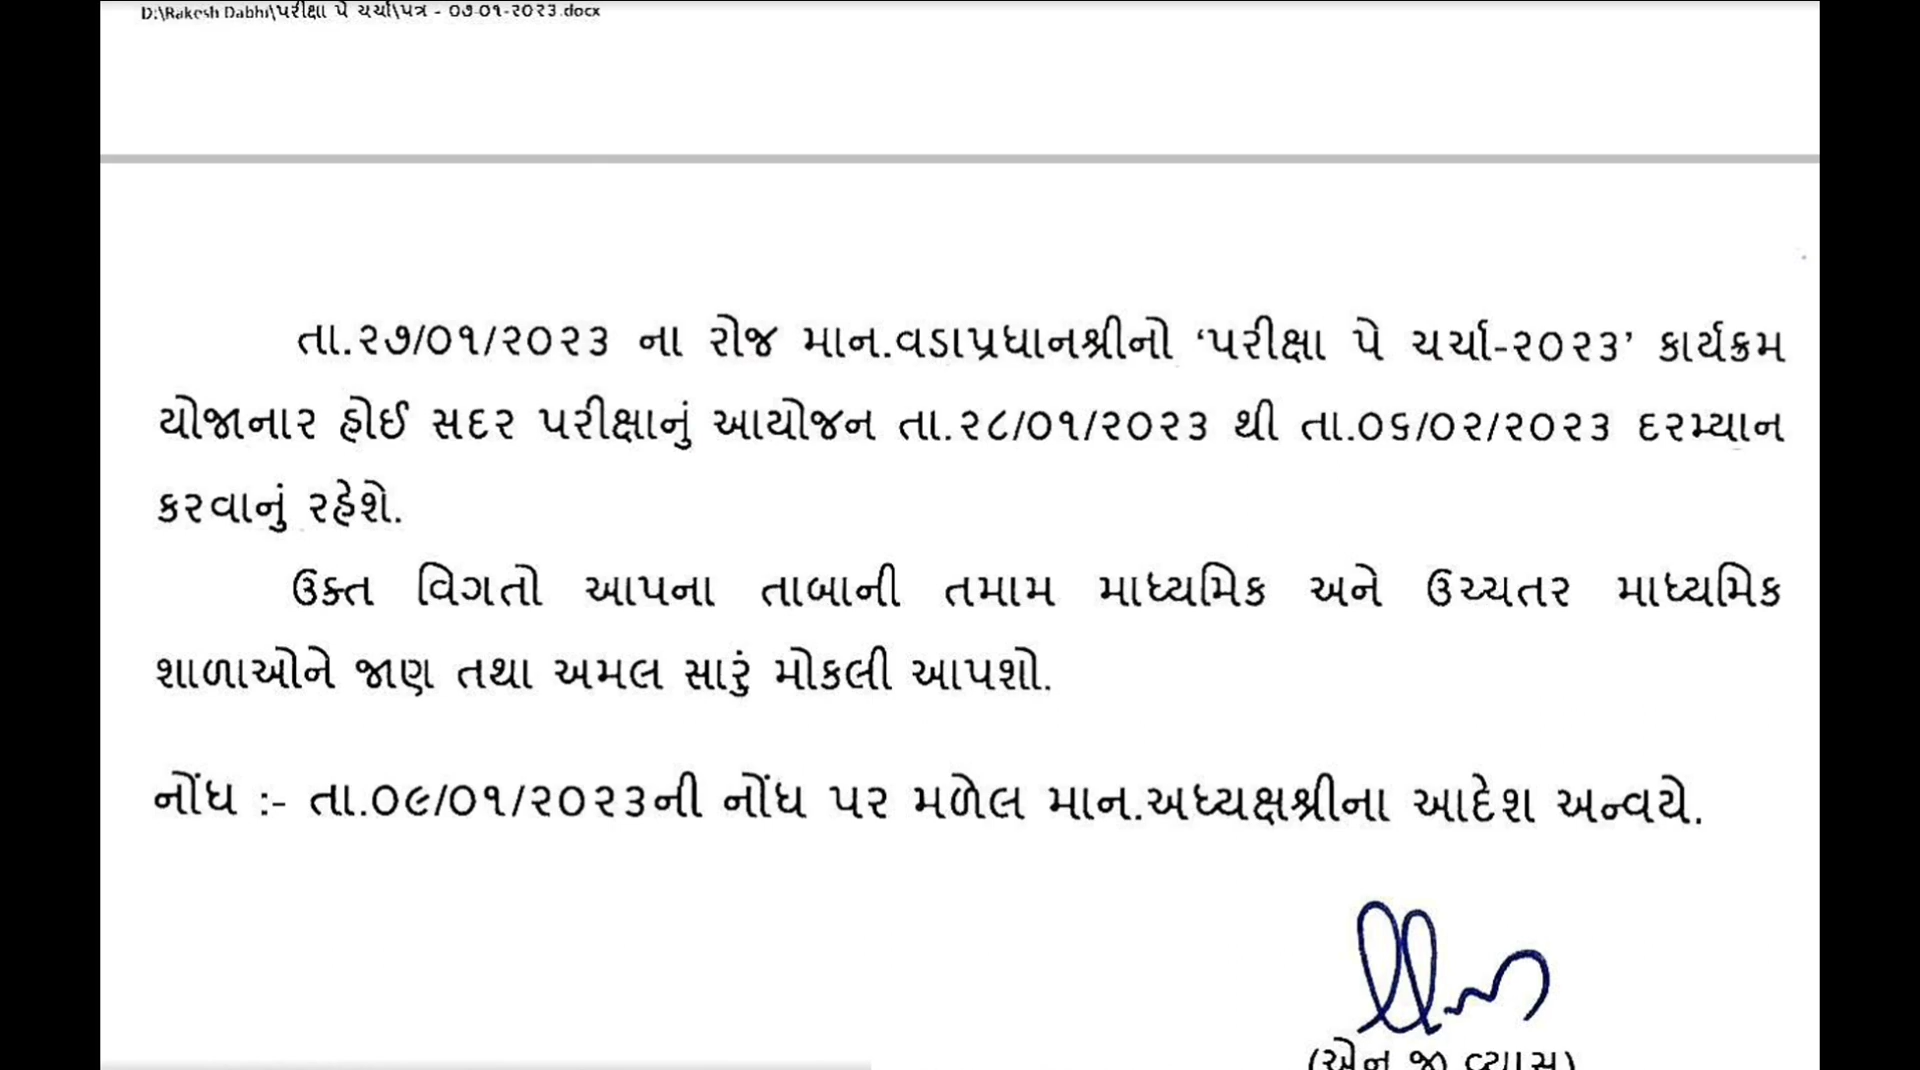 D:\Rakesh Dabhi\પરીક્ષા પે ચર્ચા\પત્ર - ૦૭-૦૧-૨૦૨૩.docx
તા.૨૭/૦૧/૨૦૨૩ ના રોજ માન.વડાપ્રધાનશ્રીનો ‘પરીક્ષા પે ચર્ચા-૨૦૨૩’ કાર્યક્રમ
યોજાનાર હોઈ સદર પરીક્ષાનું આયોજન તા.૨૮/૦૧/૨૦૨૩ થી તા.૦૬/૦૨/૨૦૨૩ દરમ્યાન
કરવાનું રહેશે.
ઉક્ત વિગતો આપના તાબાની તમામ માધ્યમિક અને ઉચ્ચતર માધ્યમિક
શાળાઓને જાણ તથા અમલ સારું મોકલી આપશો.
નોંધ :- તા.૦૯/૦૧/૨૦૨૩ની નોંધ પર મળેલ માન.અધ્યક્ષશ્રીના આદેશ અન્વયે.
(એન જી વ્યાસ)